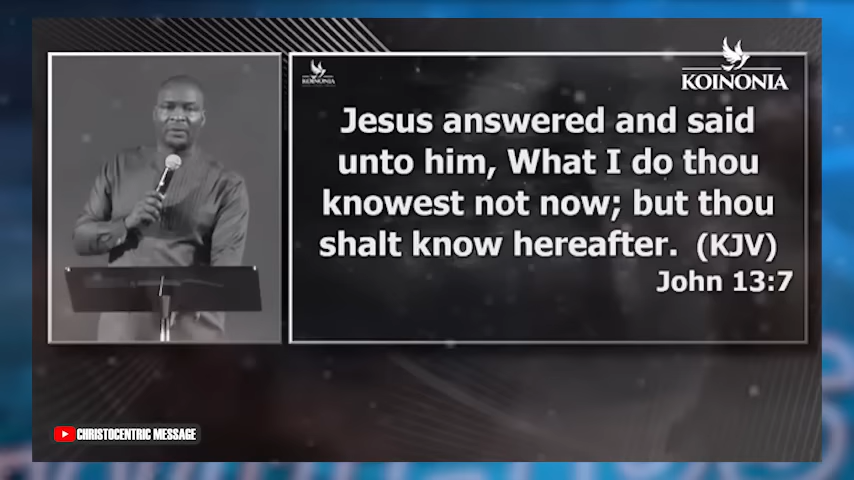 KOINONIA
KOINONIA
Jesus answered and said
unto him, What I do thou
knowest not now; but thou
shalt know hereafter. (KJV)
John 13:7
CHRISTOCENTRIC MESSAGE